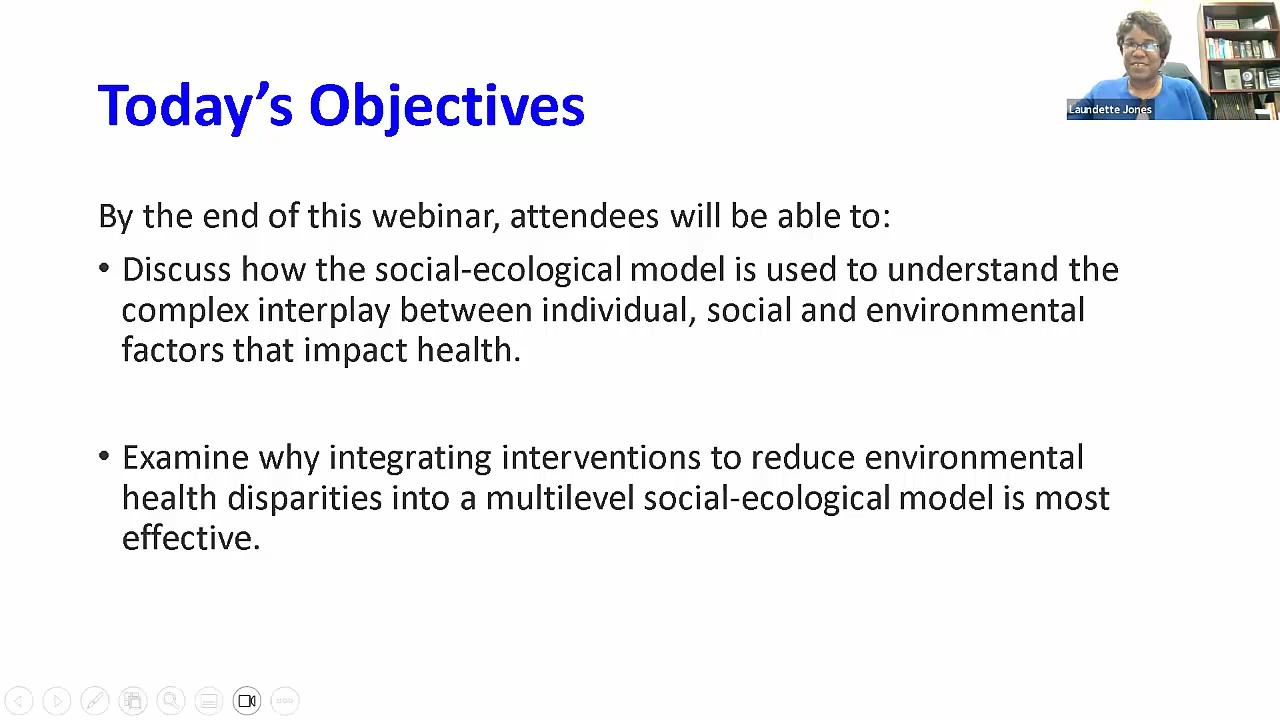 Today’s Objectives
Laundette Jones
By the end of this webinar, attendees will be able to:
• Discuss how the social-ecological model is used to understand the
complex interplay between individual, social and environmental
factors that impact health.
• Examine why integrating interventions to reduce environmental
health disparities into a multilevel social-ecological model is most
effective.